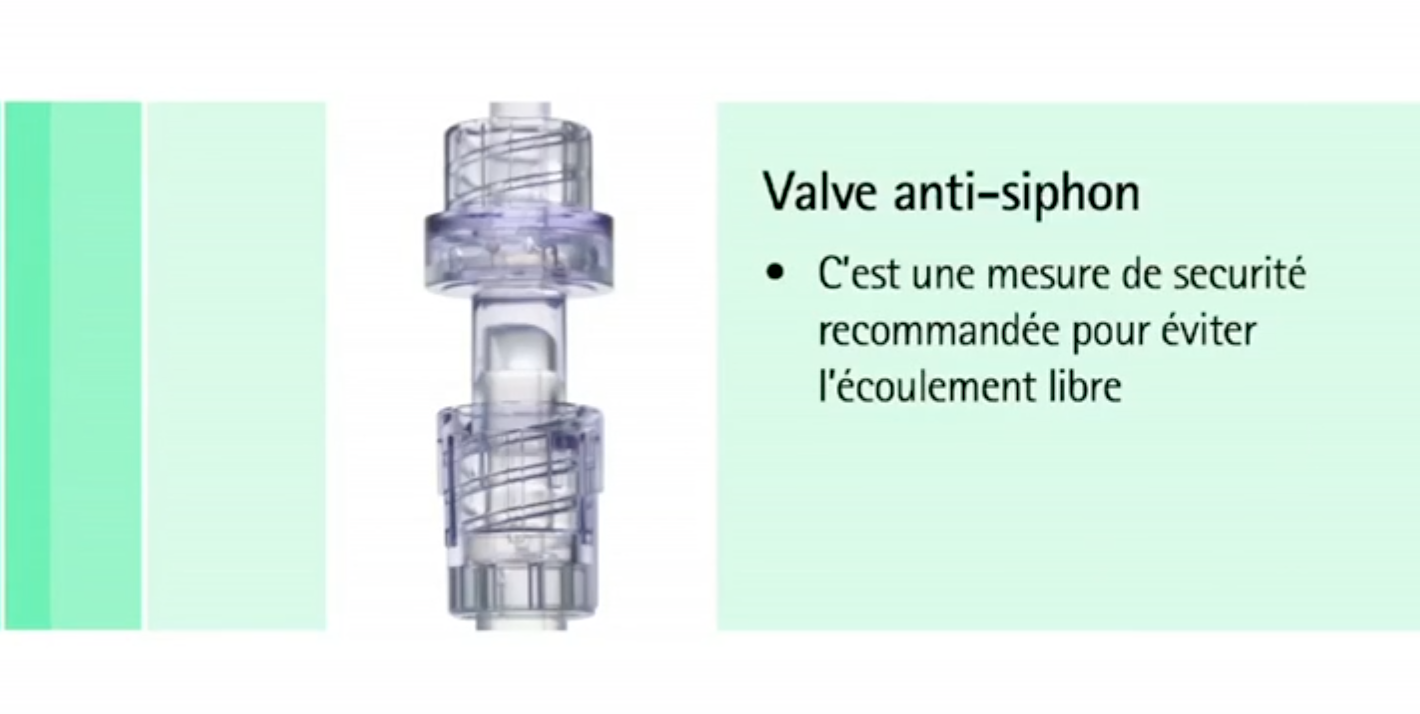 Valve anti-siphon
• C'est une mesure de securité
recommandée pour éviter
l'écoulement libre